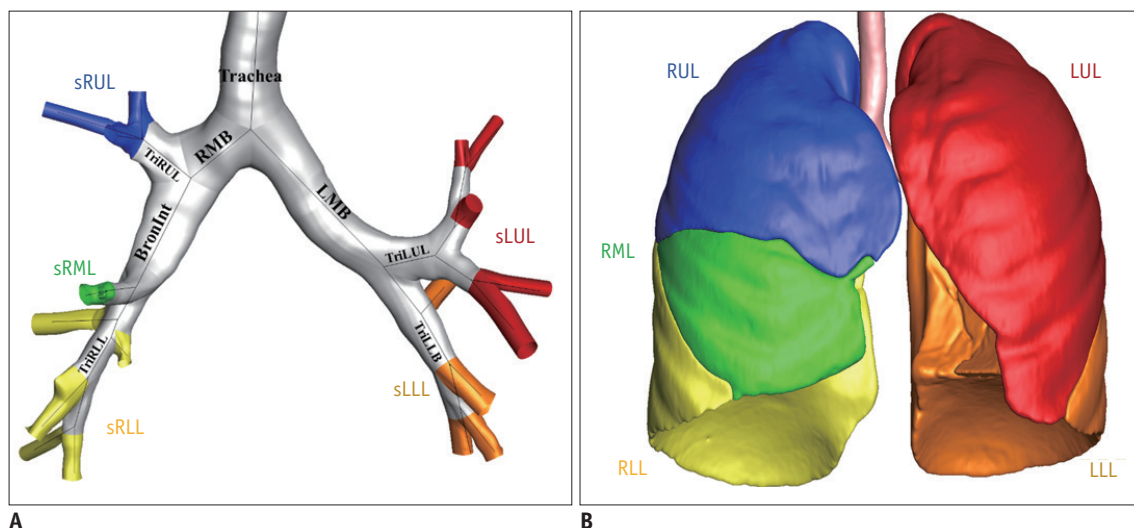 Trachea
sRUL
RMB
TriRUL
LMB
BronInt
TriLUL
sLUL
sRML
TriRLL
TriLLB
sLLL
sRLL
A
RUL
LUL
RML
RLL
LLL
B